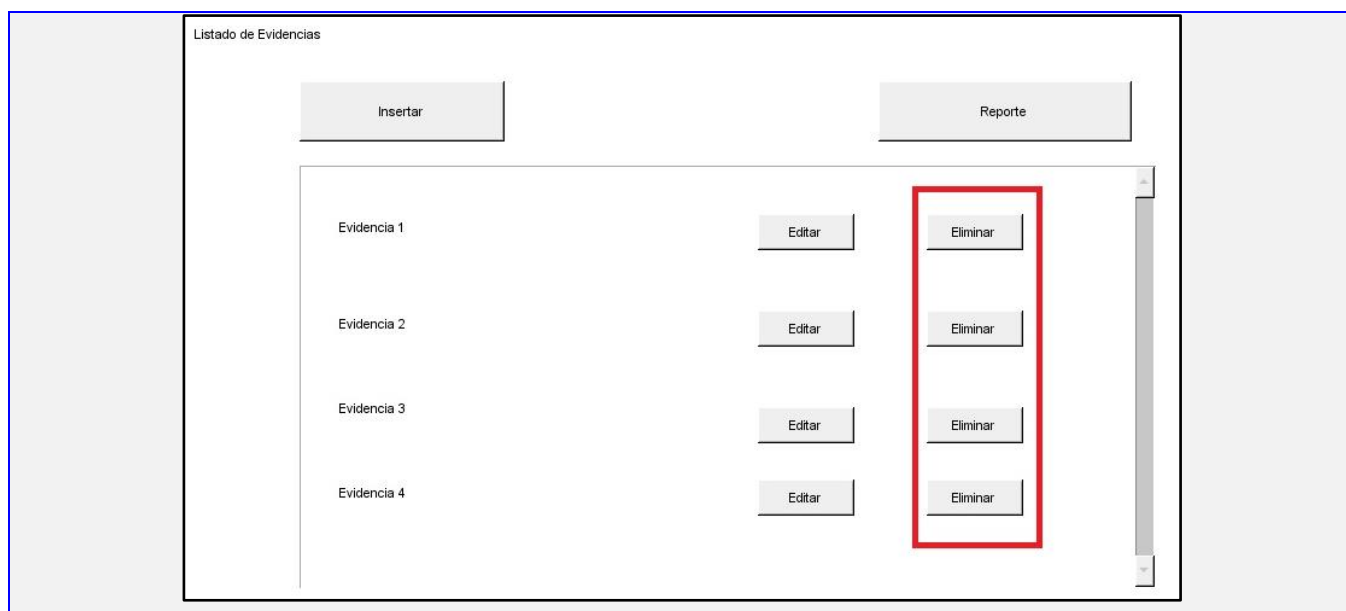 Listado de Evidencias
Insertar Reporte
Evidencia 1 Editar Eliminar
Evidencia 2 Editar Eliminar
Evidencia 3 Editar Eliminar
Evidencia 4 Editar Eliminar